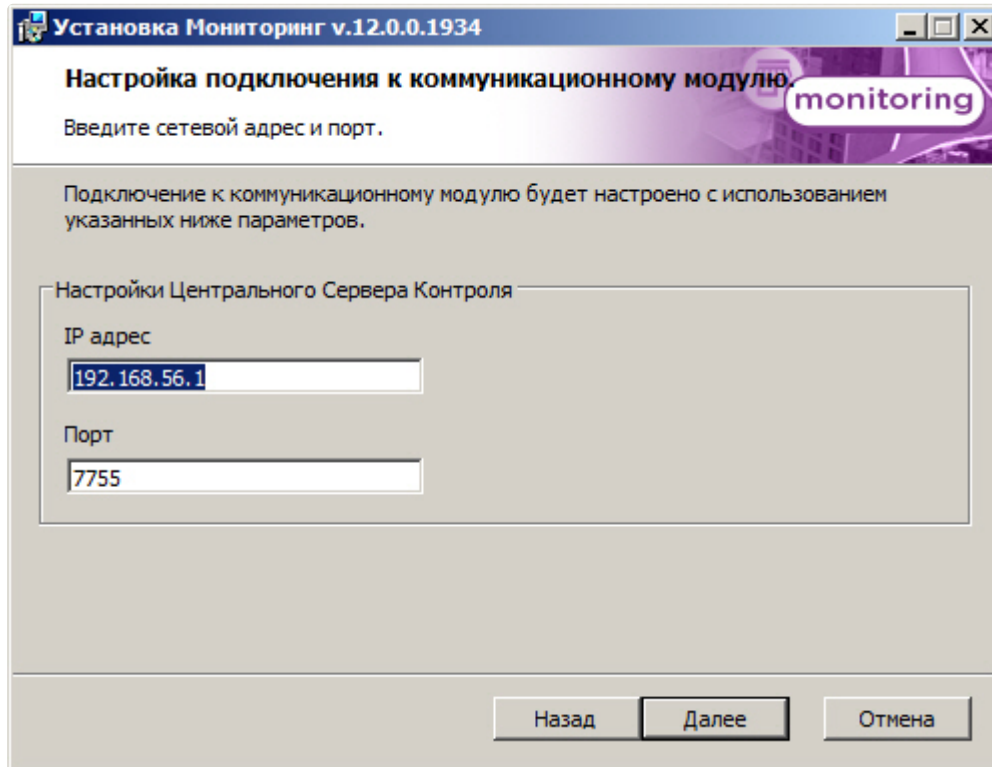 Установка Мониторинг v.12.0.0.1934
Настройка подключения к коммуникационному модулю.
monitoring
Введите сетевой адрес и порт.
Подключение к коммуникационному модулю будет настроено с использованием
указанных ниже параметров.
Настройки Центрального Сервера Контроля
IP адрес
192.168.56.1
Порт
7755
Назад
Далее
Отмена